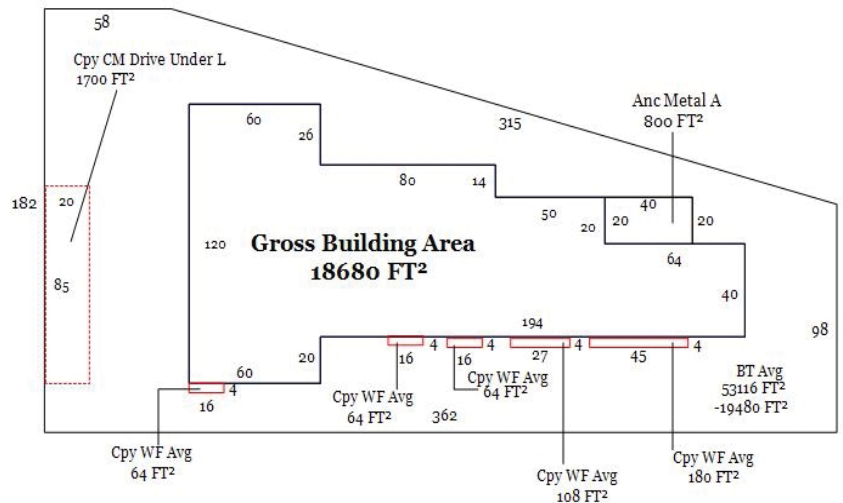 58
Cpy CM Drive Under L
1700 FT²
Anc Metal A
800 FT²
60
26
315
80
14
40
182
20
50
20
20
20
120
Gross Building Area
18680 FT²
64
85
40
194
98
20
4
4
4
4
16
16
27
45
60
4
16
Cpy WF Avg
64 FT²
Cpy WF Avg
64 FT²
BT Avg
53116 FT²
-19480 FT²
362
Cpy WF Avg
64 FT²
Cpy WF Avg
108 FT²
Cpy WF Avg
180 FT²